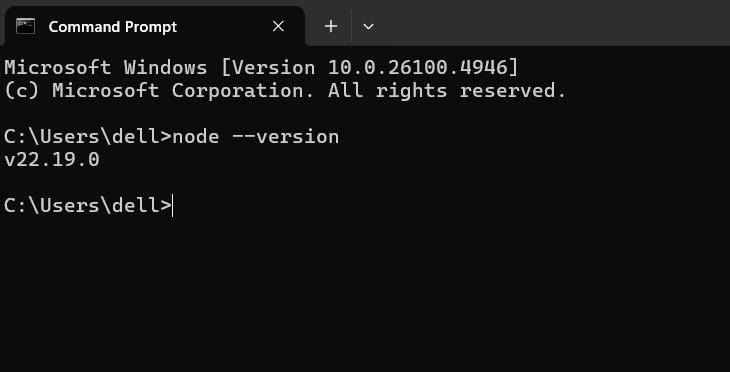 Command Prompt
Microsoft Windows [Version 10.0.26100.4946]
(c) Microsoft Corporation. All rights reserved.
C:\Users\dell>node --version
v22.19.0
C:\Users\dell>